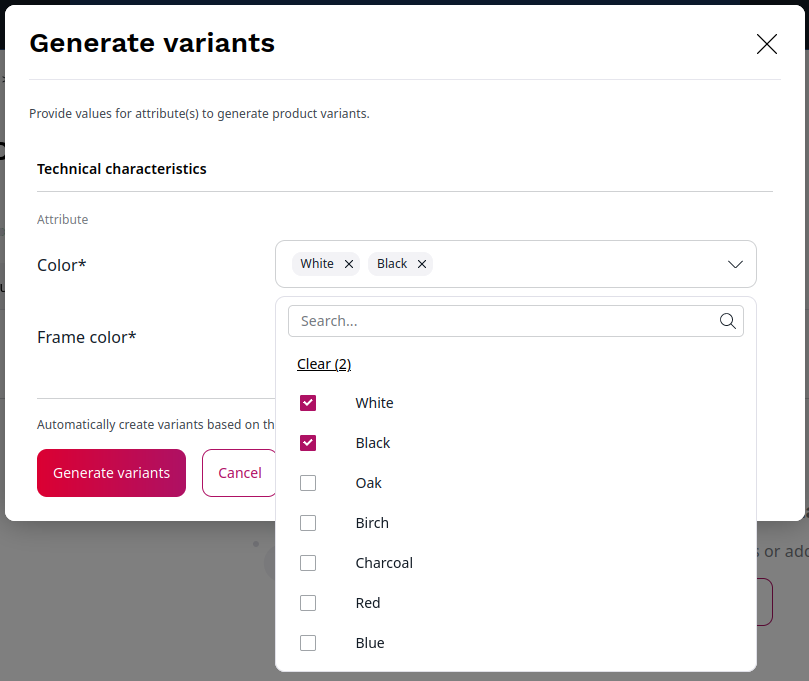 Generate variants
Provide values for attribute(s) to generate product variants.
Technical characteristics
Attribute
Color*
White
Black
Search...
Frame color*
Clear (2)
White
Black
Automatically create variants based on th
Generate variants
Cancel
Oak
Birch
s or add
Charcoal
Red
Blue